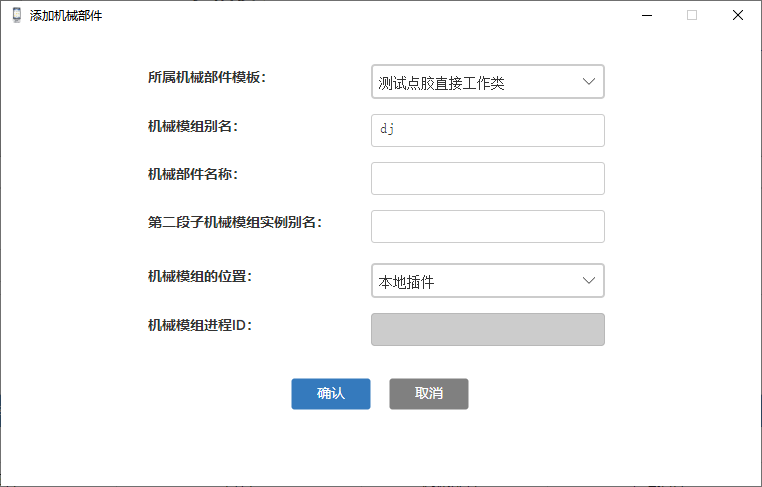 添加机械部件
所属机械部件模板：
测试点胶直接工作类
机械模组别名：
dj
机械部件名称：
第二段子机械模组实例别名：
机械模组的位置：
本地插件
机械模组进程ID：
确认
取消